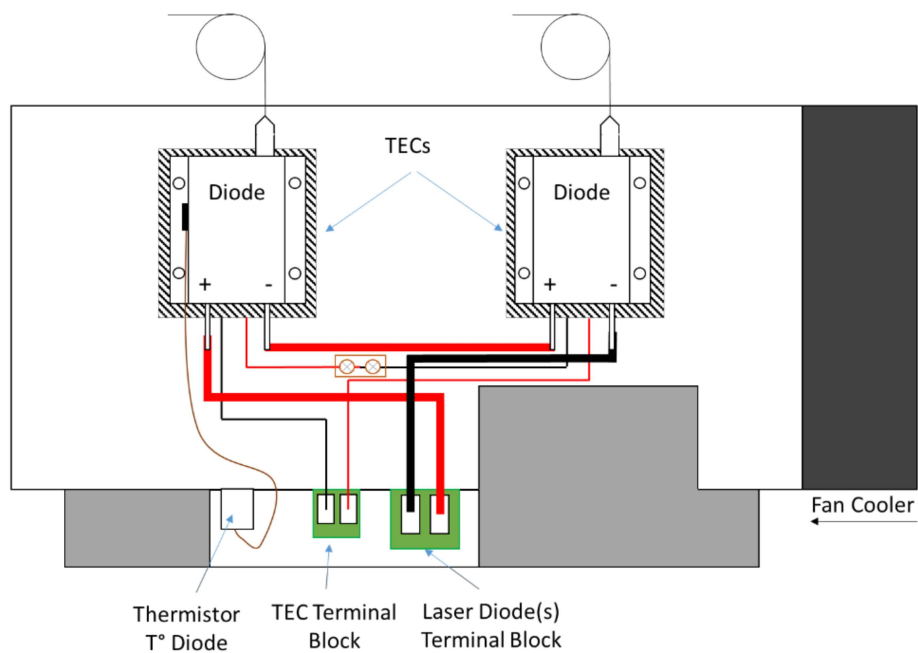 TECs
Diode
Diode
+
-
+
-
Fan Cooler
Thermistor
T° Diode
TEC Terminal
Block
Laser Diode(s)
Terminal Block